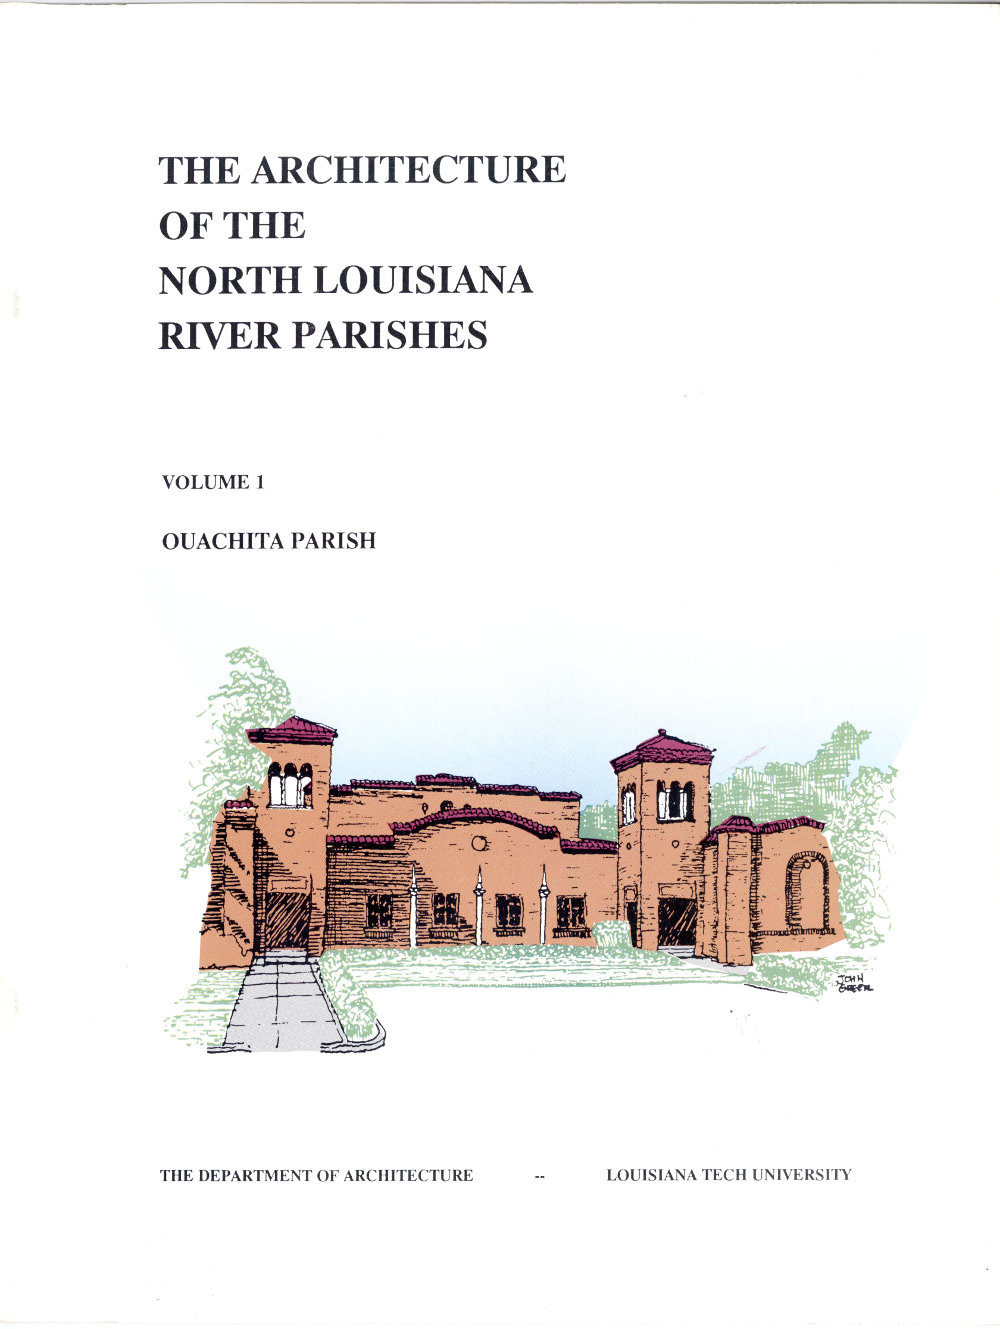 THE ARCHITECTURE
OF THE
NORTH LOUISIANA
RIVER PARISHES
VOLUME 1
OUACHITA PARISH
JOHN
THE DEPARTMENT OF ARCHITECTURE -- LOUISIANA TECH UNIVERSITY